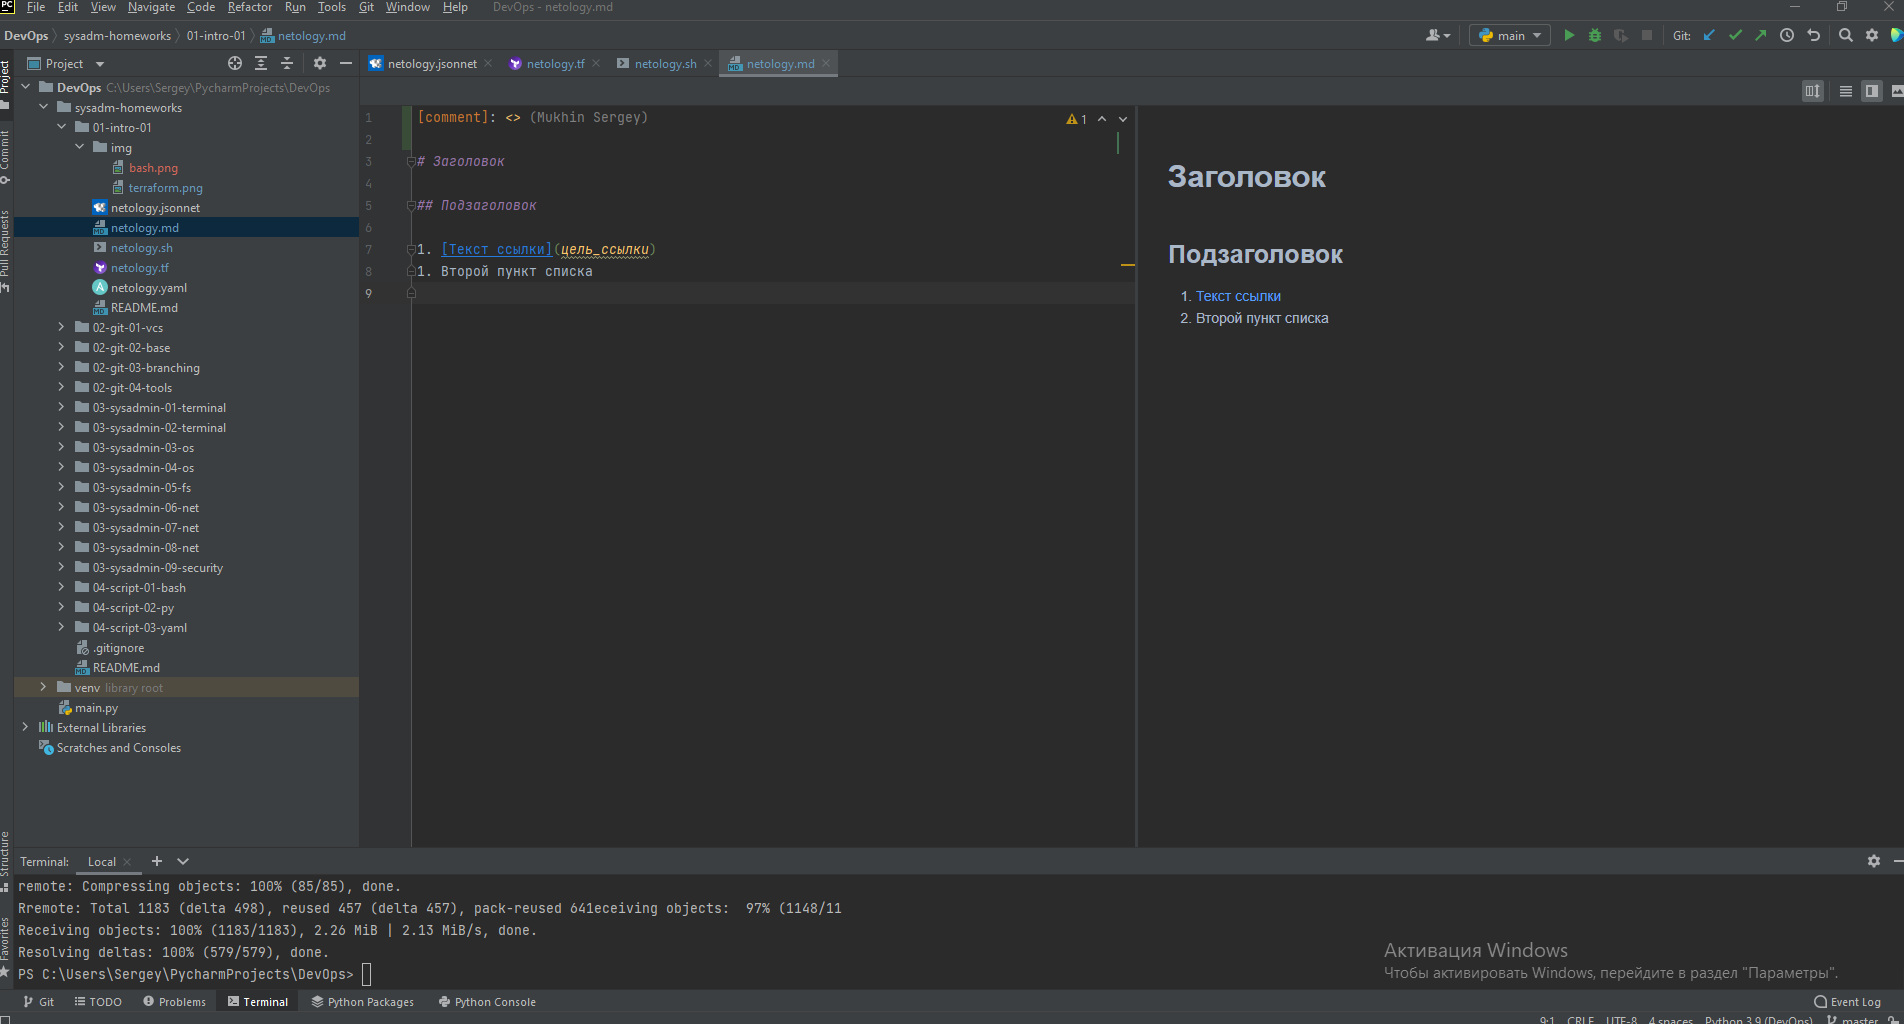 PC File Edit View Navigate Code Refactor Run Tools Git Window Help DevOps - netology.md
DevOps sysadm-homeworks 01-intro-01 netology.md main Git:
Project
netology.jsonnet netology.tf netology.sh netology.md
Project
Commit
Pull Requests
Structure
Favorites
DevOps C:\Users\Sergey\PycharmProjects\DevOps
sysadm-homeworks
01-intro-01
img
bash.png
terraform.png
netology.jsonnet
netology.md
netology.sh
netology.tf
netology.yaml
README.md
02-git-01-vcs
02-git-02-base
02-git-03-branching
02-git-04-tools
03-sysadmin-01-terminal
03-sysadmin-02-terminal
03-sysadmin-03-os
03-sysadmin-04-os
03-sysadmin-05-fs
03-sysadmin-06-net
03-sysadmin-07-net
03-sysadmin-08-net
03-sysadmin-09-security
04-script-01-bash
04-script-02-py
04-script-03-yaml
.gitignore
README.md
venv library root
main.py
External Libraries
Scratches and Consoles
1 [comment]: <> (Mukhin Sergey) 1
2
3 # Заголовок
4
5 ## Подзаголовок
6
7 1. [Текст ссылки](цель_ссылки)
8 1. Второй пункт списка
9
Заголовок
Подзаголовок
1. Текст ссылки
2. Второй пункт списка
Terminal: Local
remote: Compressing objects: 100% (85/85), done.
Rremote: Total 1183 (delta 498), reused 457 (delta 457), pack-reused 641eceiving objects:  97% (1148/11
Receiving objects: 100% (1183/1183), 2.26 MiB | 2.13 MiB/s, done.
Resolving deltas: 100% (579/579), done.
PS C:\Users\Sergey\PycharmProjects\DevOps>
Активация Windows
Чтобы активировать Windows, перейдите в раздел "Параметры".
Git TODO Problems Terminal Python Packages Python Console Event Log
9:1 CRLF UTF-8 4 spaces Python 3.9 (DevOps) master